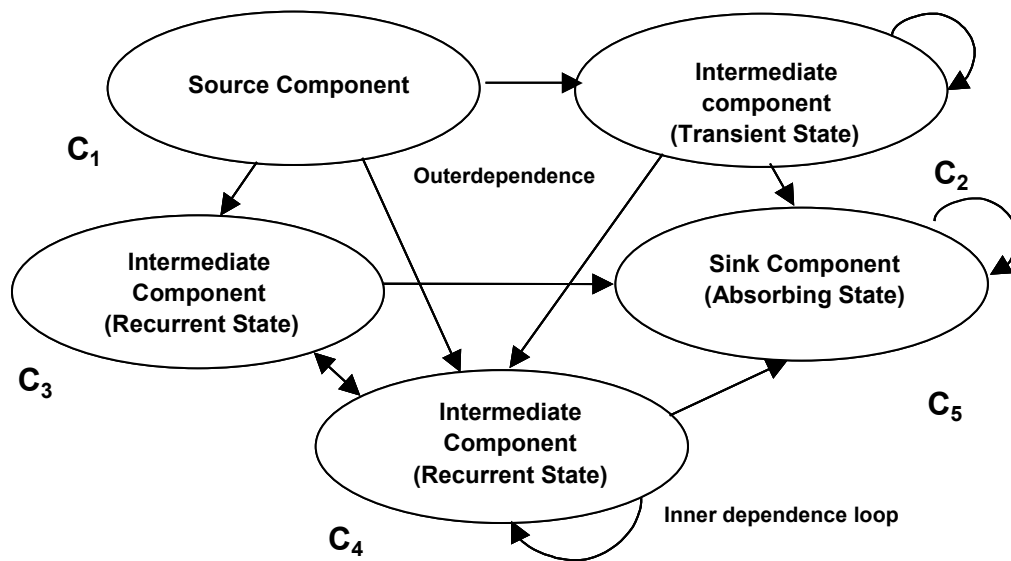 Source Component
Intermediate
component
(Transient State)
C1
Outerdependence
C2
Intermediate
Component
(Recurrent State)
Sink Component
(Absorbing State)
C3
C5
Intermediate
Component
(Recurrent State)
Inner dependence loop
C4